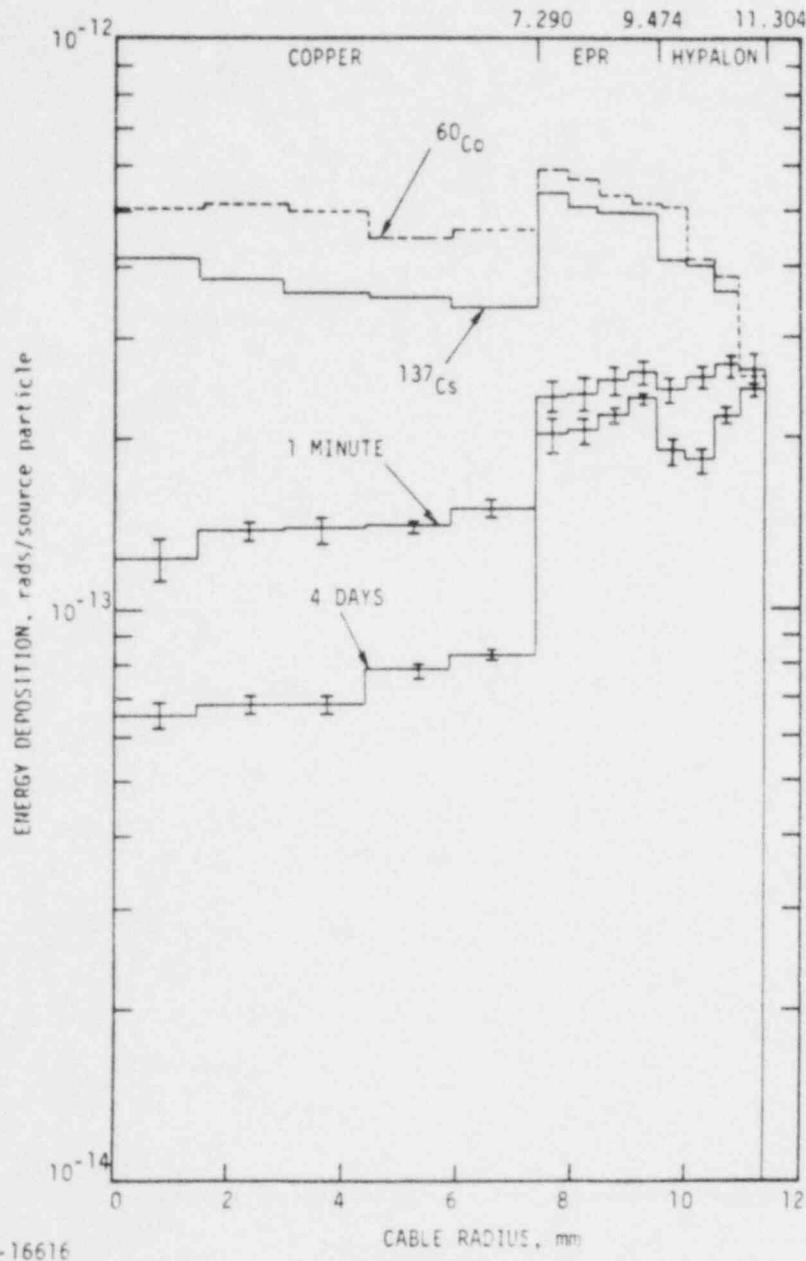 7.290 9.474 11.304
10^-12
COPPER EPR HYPALON
60Co
137Cs
1 MINUTE
10^-13
4 DAYS
ENERGY DEPOSITION, rads/source particle
10^-14
0 2 4 6 8 10 12
CABLE RADIUS, mm
-16616